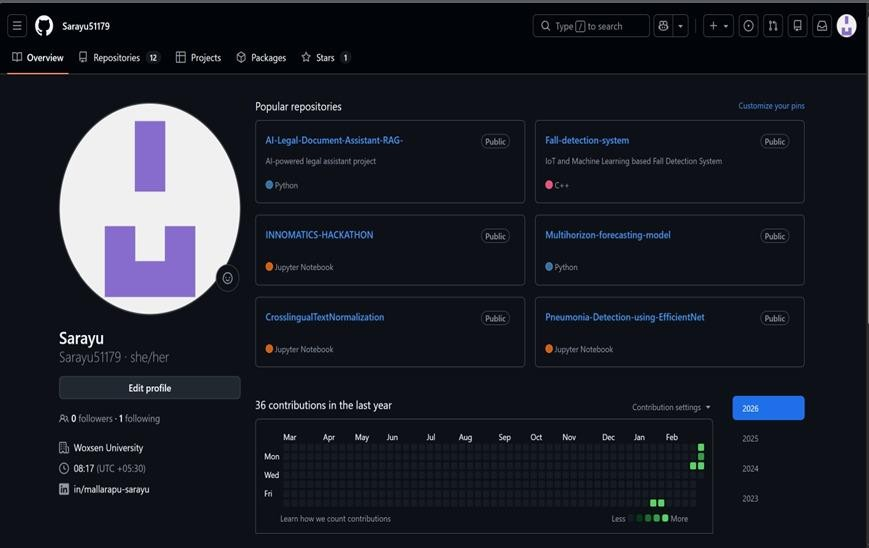 Sarayu51179
Type / to search
Overview Repositories 12 Projects Packages Stars 1
Popular repositories
Customize your pins
AI-Legal-Document-Assistant-RAG-
Public
AI-powered legal assistant project
Python
Fall-detection-system
Public
IoT and Machine Learning based Fall Detection System
C++
INNOMATICS-HACKATHON
Public
Jupyter Notebook
Multihorizon-forecasting-model
Public
Python
CrosslingualTextNormalization
Public
Jupyter Notebook
Pneumonia-Detection-using-EfficientNet
Public
Jupyter Notebook
Sarayu
Sarayu51179 · she/her
Edit profile
0 followers · 1 following
Woxsen University
08:17 (UTC +05:30)
in/mallarapu-sarayu
36 contributions in the last year
Contribution settings
Mar Apr May Jun Jul Aug Sep Oct Nov Dec Jan Feb
Mon
Wed
Fri
Learn how we count contributions
Less More
2026
2025
2024
2023